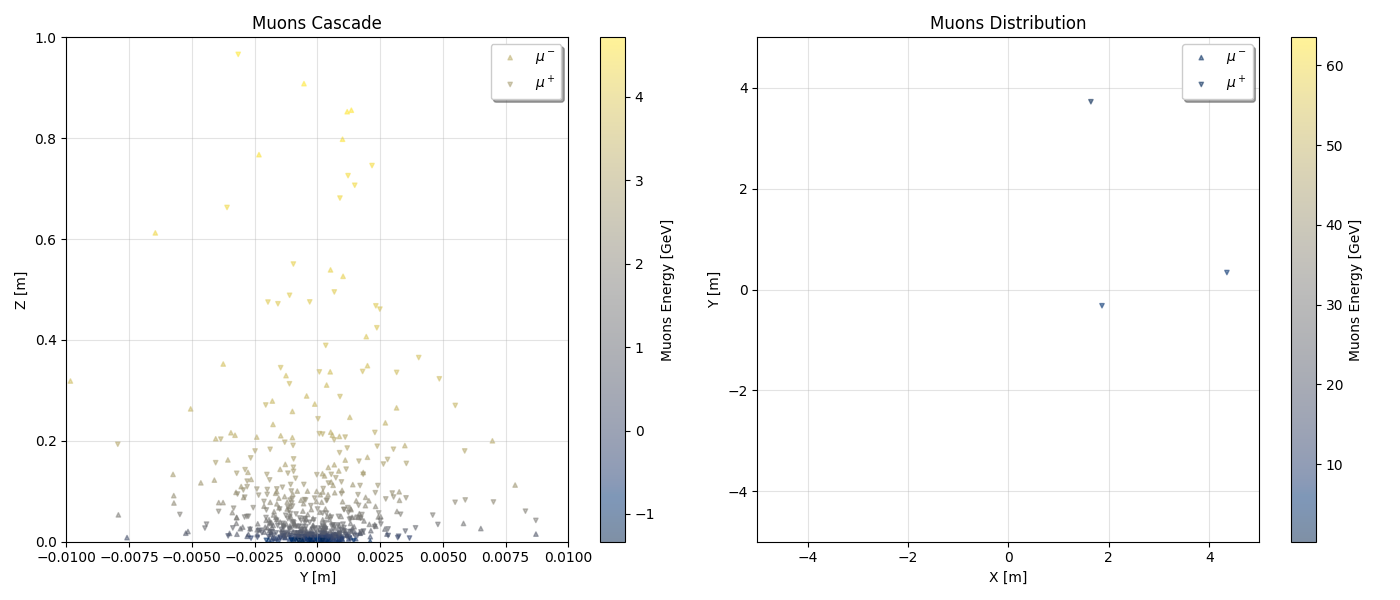 Muons Cascade
1.0
0.8
0.6
0.4
0.2
0.0
Z [m]
−0.0100 −0.0075 −0.0050 −0.0025 0.0000 0.0025 0.0050 0.0075 0.0100
Y [m]
μ⁻
μ⁺
4
3
2
1
0
−1
Muons Energy [GeV]
Muons Distribution
4
2
0
−2
−4
Y [m]
−4 −2 0 2 4
X [m]
μ⁻
μ⁺
60
50
40
30
20
10
Muons Energy [GeV]